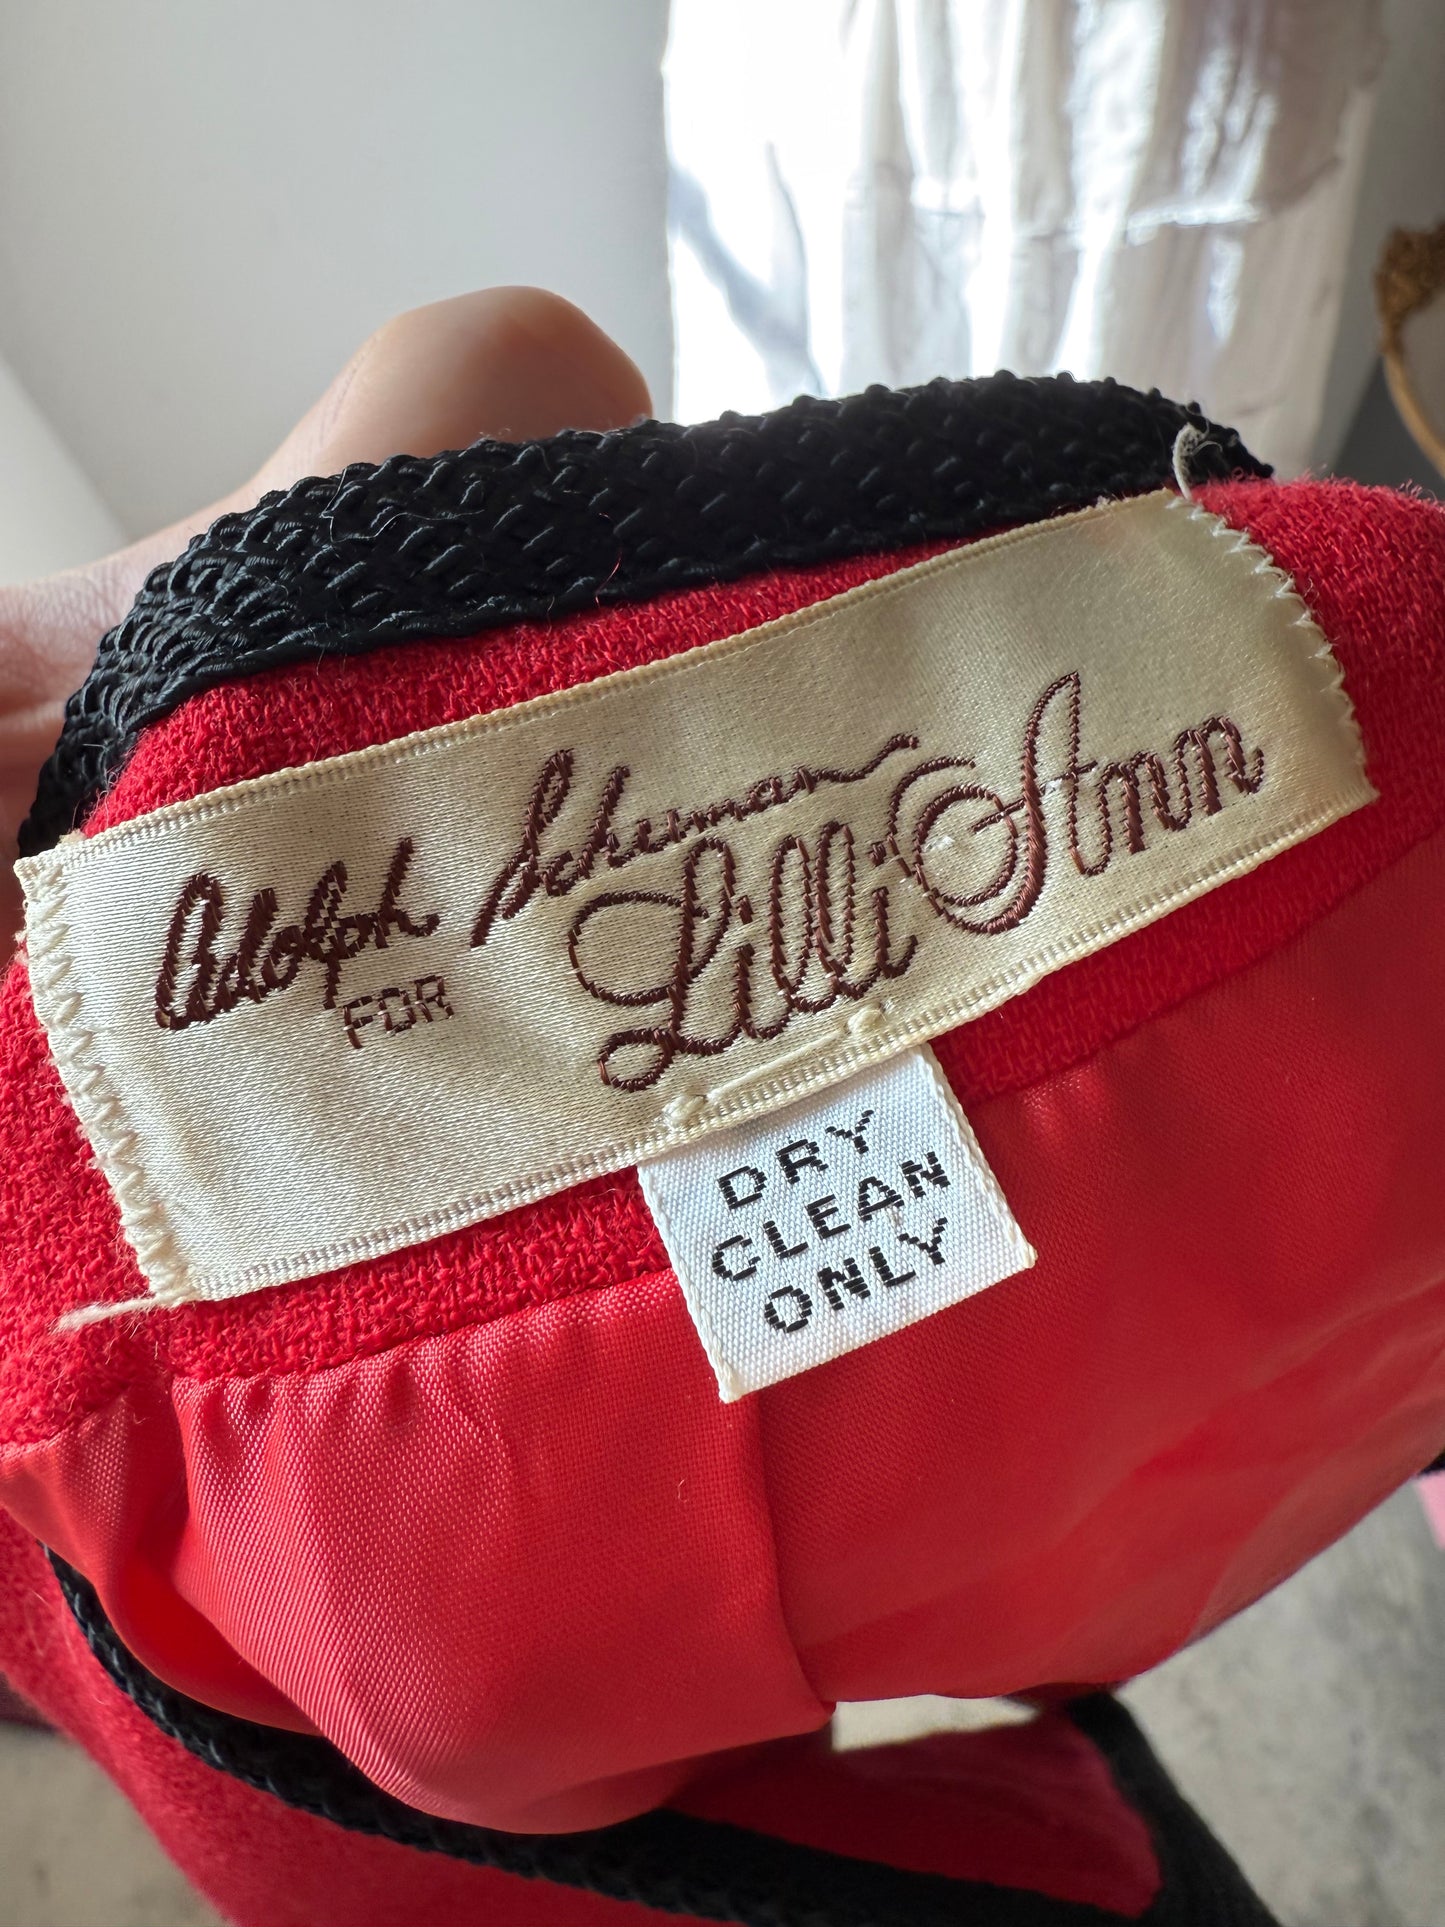 Adolph Schuman
FOR Lilli Ann
DRY
CLEAN
ONLY